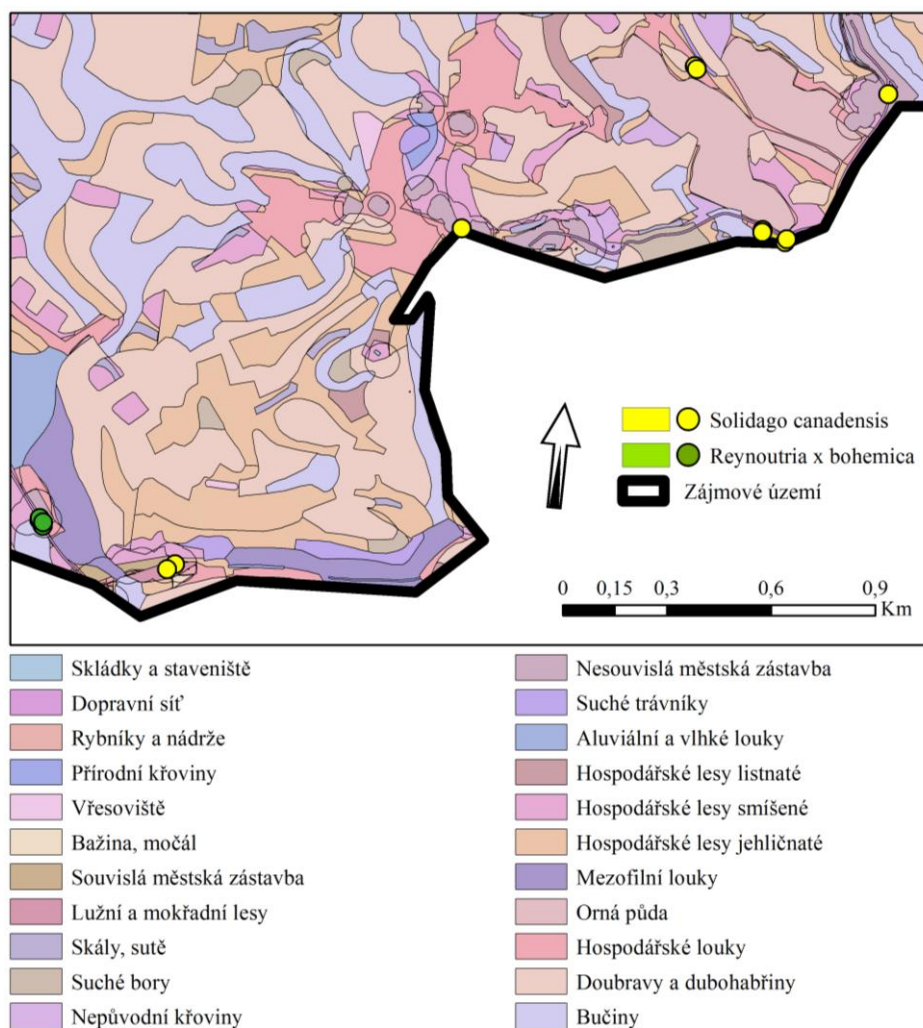 Solidago canadensis
Reynoutria x bohemica
Zájmové území
0 0,15 0,3 0,6 0,9
Km
Skládky a staveniště
Dopravní síť
Rybníky a nádrže
Přírodní křoviny
Vřesoviště
Bažina, močál
Souvislá městská zástavba
Lužní a mokřadní lesy
Skály, sutě
Suché bory
Nepůvodní křoviny
Nesouvislá městská zástavba
Suché trávníky
Aluviální a vlhké louky
Hospodářské lesy listnaté
Hospodářské lesy smíšené
Hospodářské lesy jehličnaté
Mezofilní louky
Orná půda
Hospodářské louky
Doubravy a dubohabřiny
Bučiny